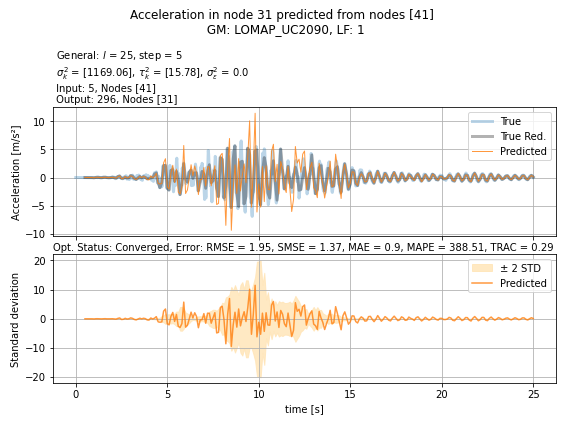 Acceleration in node 31 predicted from nodes [41]
GM: LOMAP_UC2090, LF: 1
General: l = 25, step = 5
σ²ₖ = [1169.06], τ²ₖ = [15.78], σ²ε = 0.0
Input: 5, Nodes [41]
Output: 296, Nodes [31]
Acceleration [m/s²]
10
5
0
−5
−10
True
True Red.
Predicted
Opt. Status: Converged, Error: RMSE = 1.95, SMSE = 1.37, MAE = 0.9, MAPE = 388.51, TRAC = 0.29
Standard deviation
20
10
0
−10
−20
± 2 STD
Predicted
0 5 10 15 20 25
time [s]